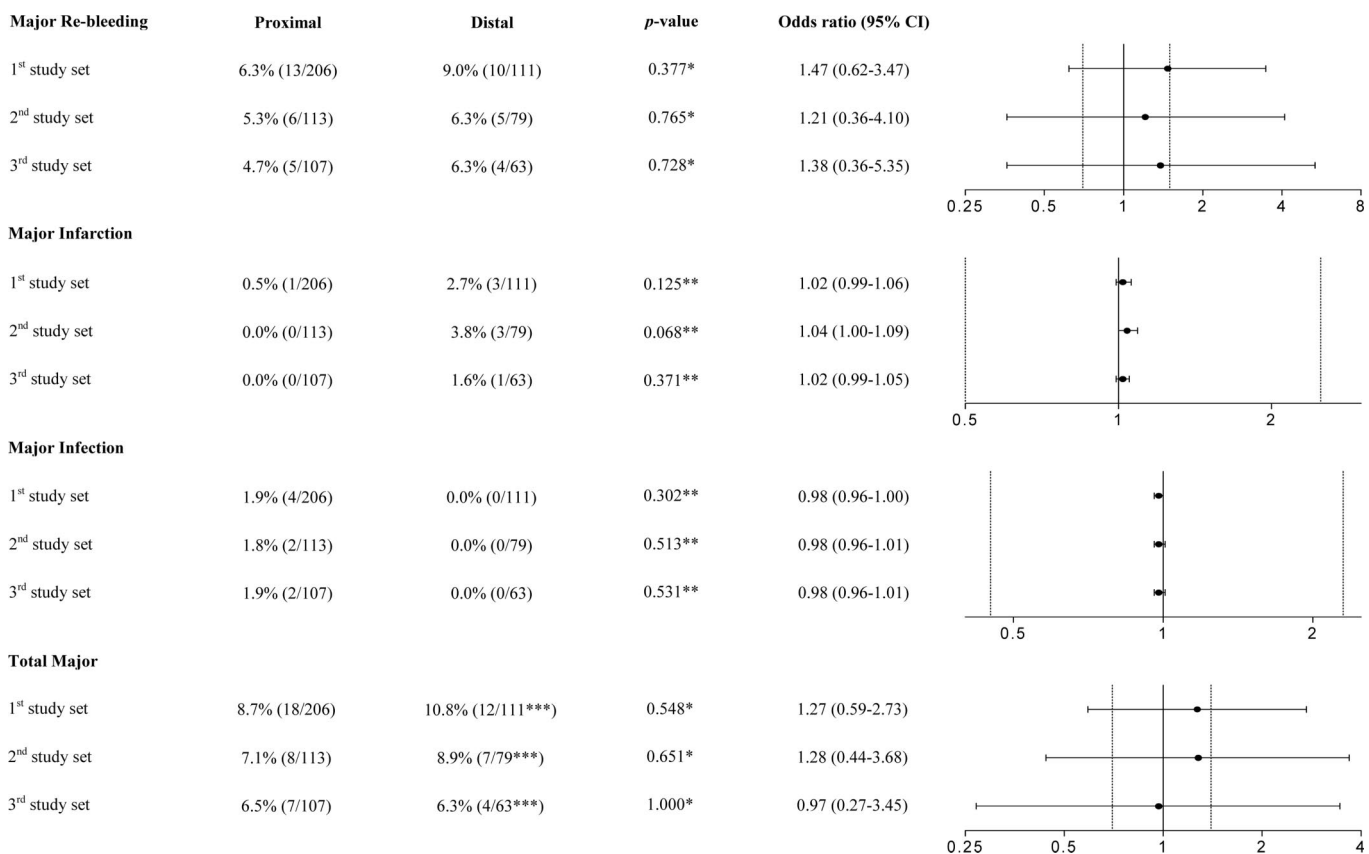 Major Re-bleeding Proximal Distal p-value Odds ratio (95% CI)
1st study set 6.3% (13/206) 9.0% (10/111) 0.377* 1.47 (0.62-3.47)
2nd study set 5.3% (6/113) 6.3% (5/79) 0.765* 1.21 (0.36-4.10)
3rd study set 4.7% (5/107) 6.3% (4/63) 0.728* 1.38 (0.36-5.35)
0.25 0.5 1 2 4 8
Major Infarction
1st study set 0.5% (1/206) 2.7% (3/111) 0.125** 1.02 (0.99-1.06)
2nd study set 0.0% (0/113) 3.8% (3/79) 0.068** 1.04 (1.00-1.09)
3rd study set 0.0% (0/107) 1.6% (1/63) 0.371** 1.02 (0.99-1.05)
0.5 1 2
Major Infection
1st study set 1.9% (4/206) 0.0% (0/111) 0.302** 0.98 (0.96-1.00)
2nd study set 1.8% (2/113) 0.0% (0/79) 0.513** 0.98 (0.96-1.01)
3rd study set 1.9% (2/107) 0.0% (0/63) 0.531** 0.98 (0.96-1.01)
0.5 1 2
Total Major
1st study set 8.7% (18/206) 10.8% (12/111***) 0.548* 1.27 (0.59-2.73)
2nd study set 7.1% (8/113) 8.9% (7/79***) 0.651* 1.28 (0.44-3.68)
3rd study set 6.5% (7/107) 6.3% (4/63***) 1.000* 0.97 (0.27-3.45)
0.25 0.5 1 2 4